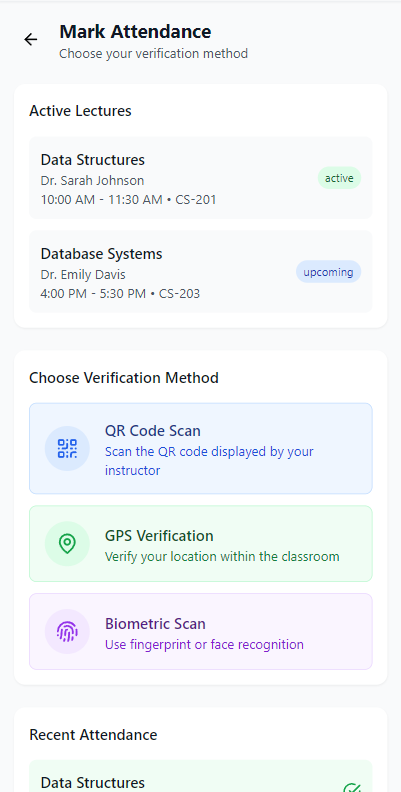 Mark Attendance
Choose your verification method
Active Lectures
Data Structures
Dr. Sarah Johnson
10:00 AM - 11:30 AM • CS-201
active
Database Systems
Dr. Emily Davis
4:00 PM - 5:30 PM • CS-203
upcoming
Choose Verification Method
QR Code Scan
Scan the QR code displayed by your
instructor
GPS Verification
Verify your location within the classroom
Biometric Scan
Use fingerprint or face recognition
Recent Attendance
Data Structures